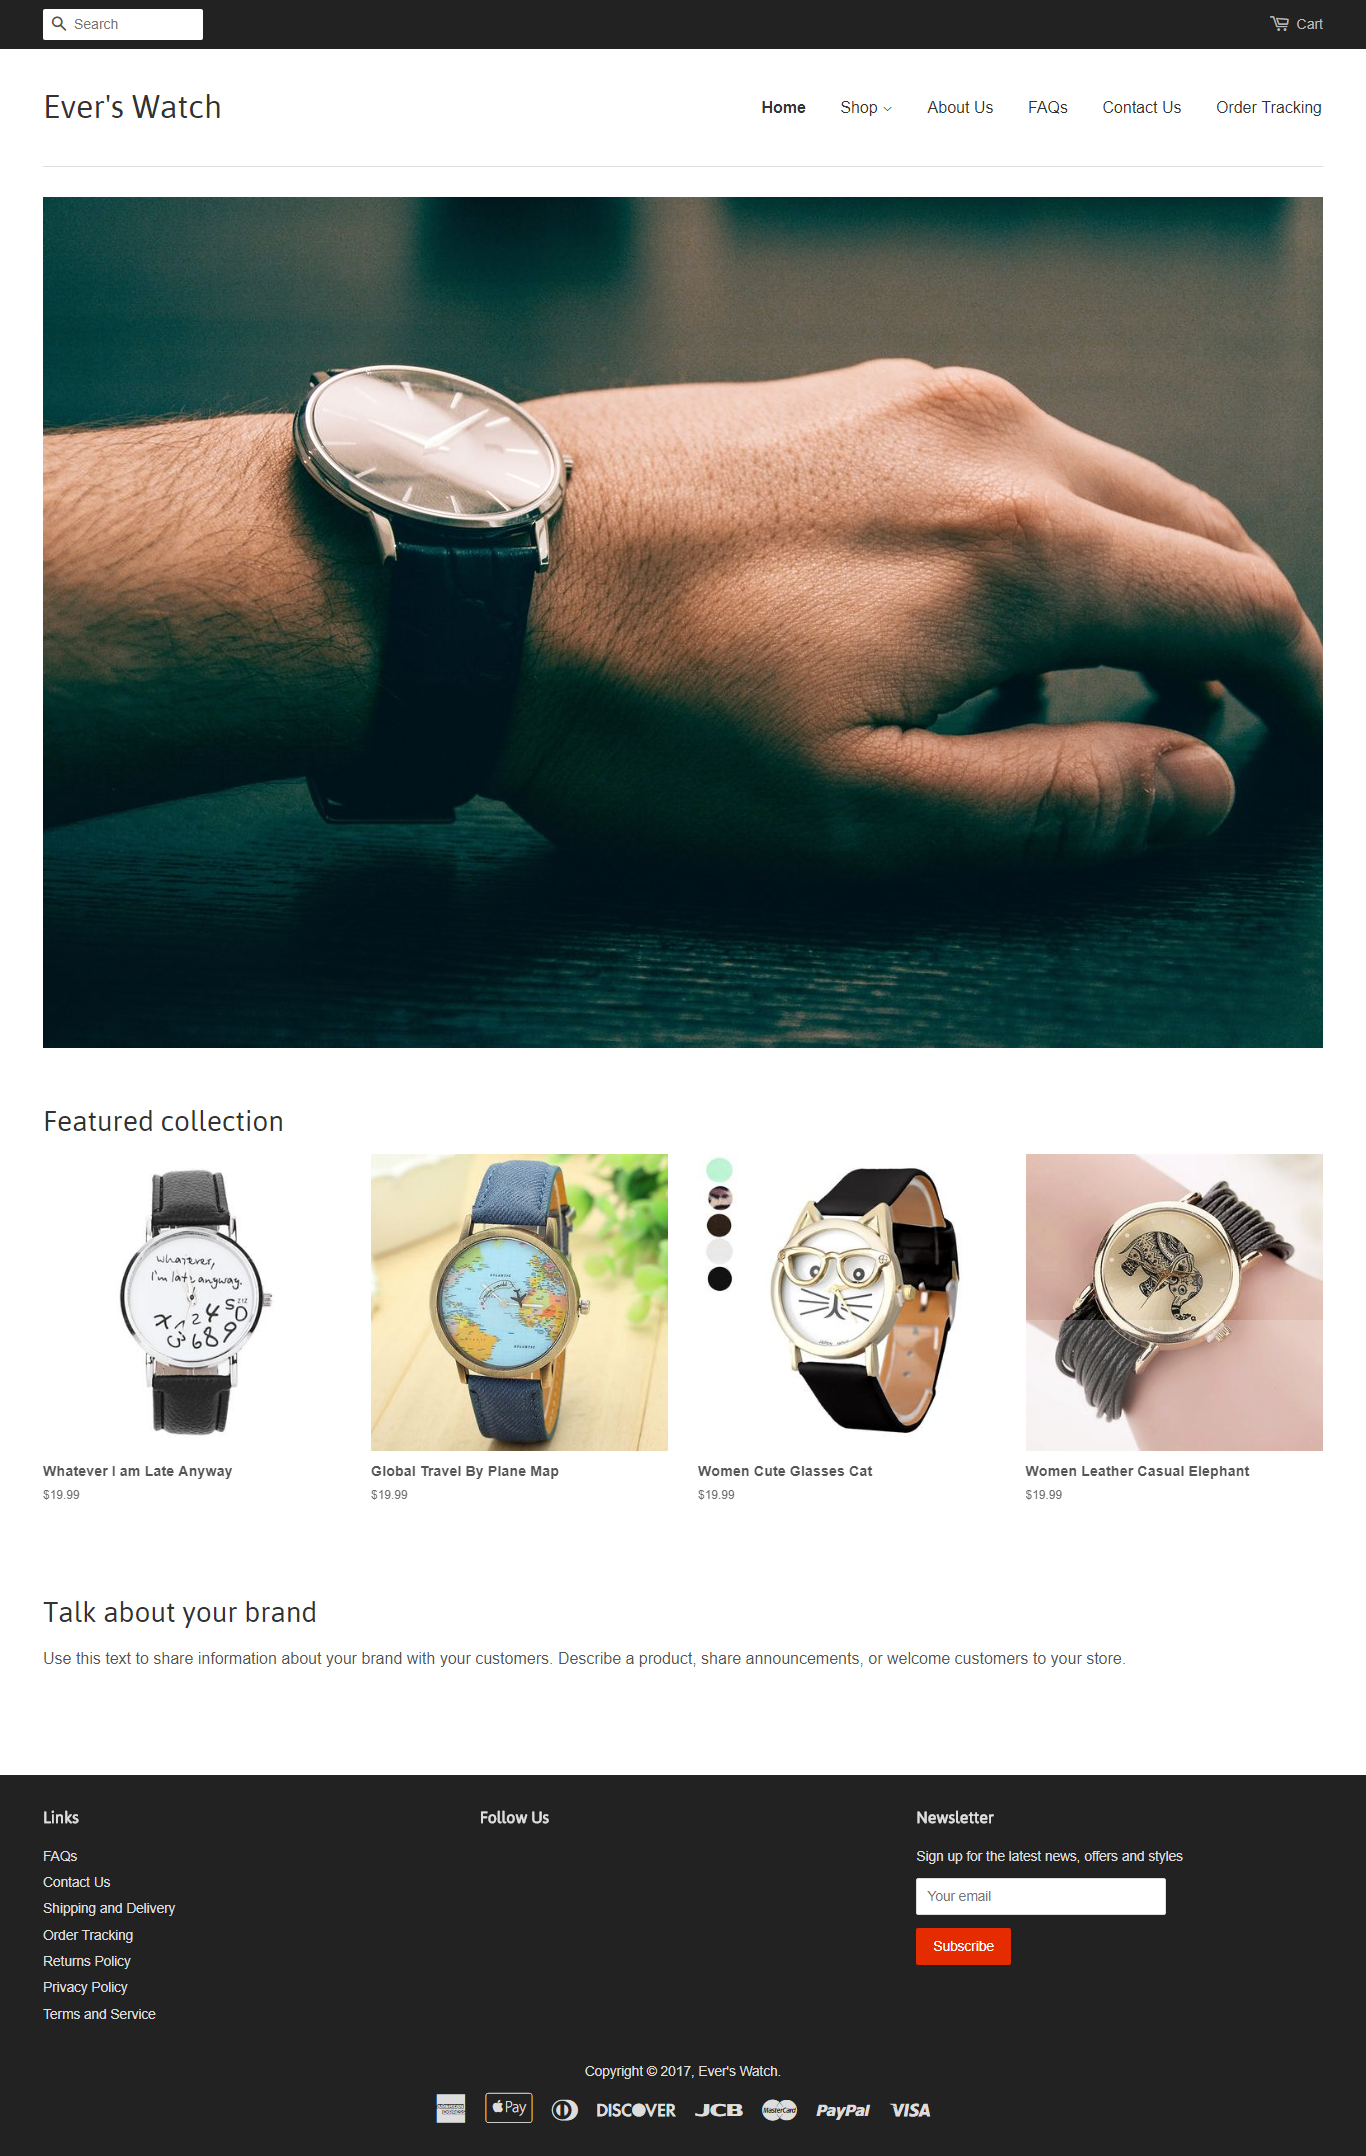 Search
Cart
Ever's Watch
Home Shop About Us FAQs Contact Us Order Tracking
Featured collection
whatever,
I'm late anyway.
Whatever I am Late Anyway
$19.99
Global Travel By Plane Map
$19.99
Women Cute Glasses Cat
$19.99
Women Leather Casual Elephant
$19.99
Talk about your brand
Use this text to share information about your brand with your customers. Describe a product, share announcements, or welcome customers to your store.
Links
FAQs
Contact Us
Shipping and Delivery
Order Tracking
Returns Policy
Privacy Policy
Terms and Service
Follow Us
Newsletter
Sign up for the latest news, offers and styles
Your email
Subscribe
Copyright © 2017, Ever's Watch.
AMERICAN EXPRESS Pay DISCOVER JCB MasterCard PayPal VISA